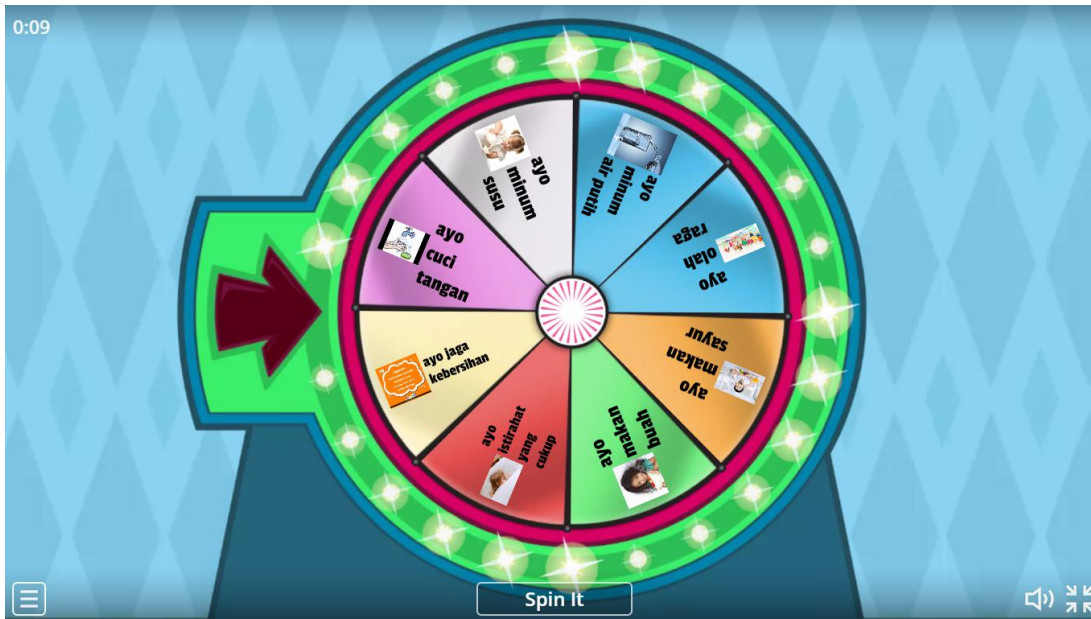 0:09
ayo
minum
susu
ayo
minum
air putih
ayo
cuci
tangan
ayo
olah
raga
ayo jaga
kebersihan
ayo
makan
sayur
ayo
istirahat
yang
cukup
ayo
makan
buah
Spin It